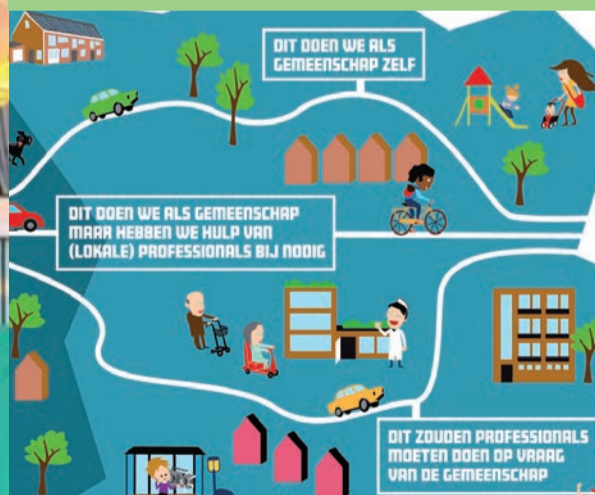 DIT DOEN WE ALS
GEMEENSCHAP ZELF
DIT DOEN WE ALS GEMEENSCHAP
MAAR HEBBEN WE HULP VAN
(LOKALE) PROFESSIONALS BIJ NODIG
DIT ZOUDEN PROFESSIONALS
MOETEN DOEN OP VRAAG
VAN DE GEMEENSCHAP